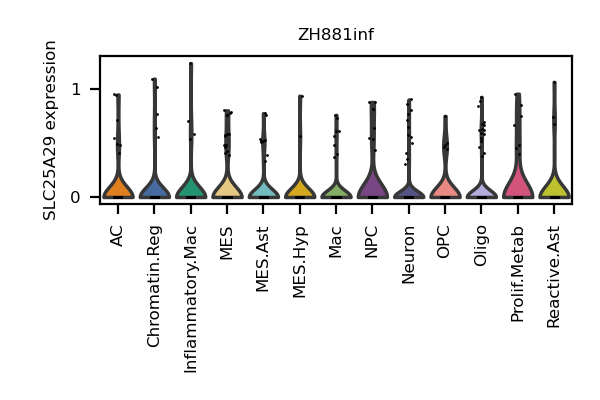 ZH881inf
SLC25A29 expression
1
0
AC
Chromatin.Reg
Inflammatory.Mac
MES
MES.Ast
MES.Hyp
Mac
NPC
Neuron
OPC
Oligo
Prolif.Metab
Reactive.Ast